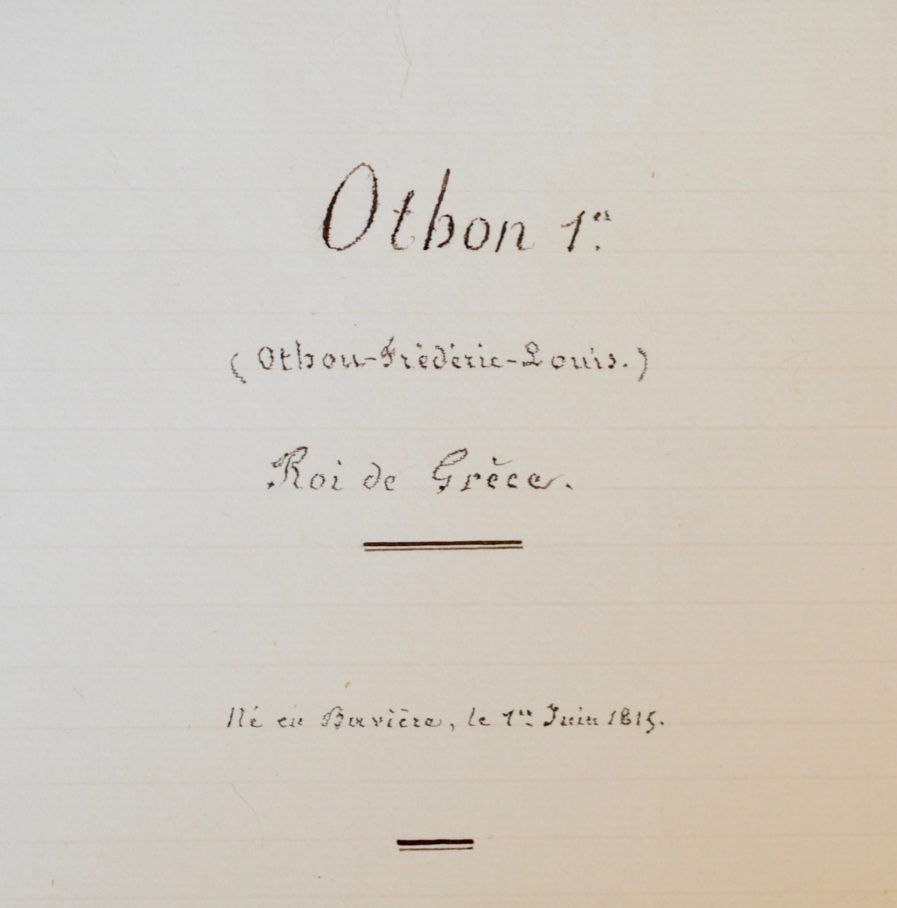 Othon 1er.
(Othon-Frédéric-Louis.)
Roi de Grèce.
Né en Bavière, le 1er Juin 1815.